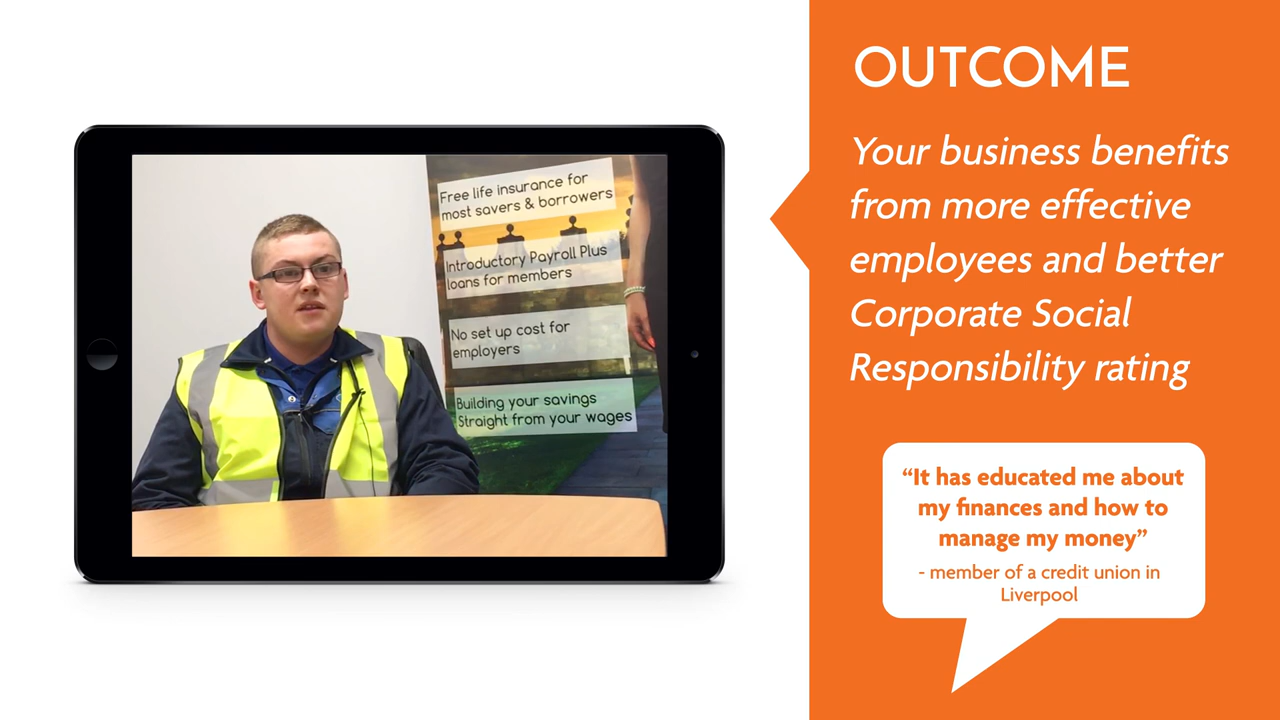 Free life insurance for
most savers & borrowers
Introductory Payroll Plus
loans for members
No set up cost for
employers
Building your savings
Straight from your wages
OUTCOME
Your business benefits
from more effective
employees and better
Corporate Social
Responsibility rating
“It has educated me about
my finances and how to
manage my money”
- member of a credit union in
Liverpool